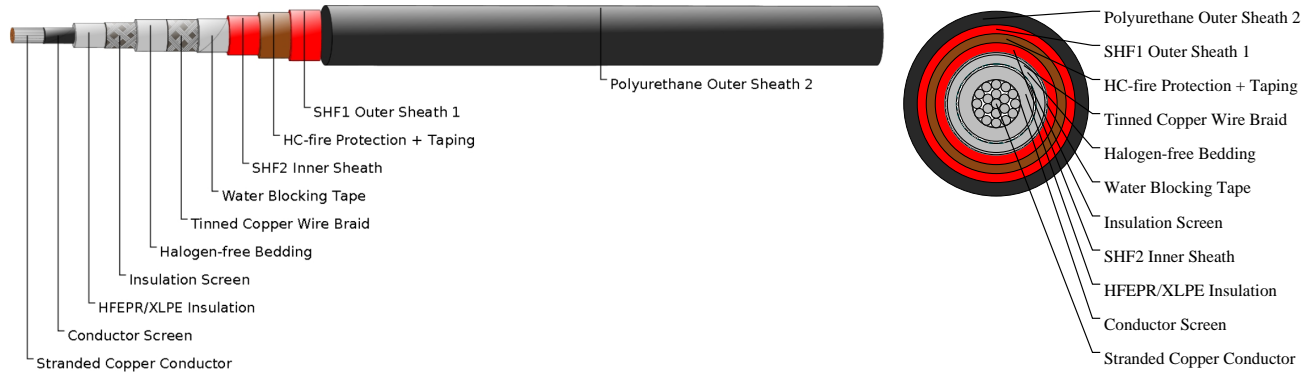 Polyurethane Outer Sheath 2
SHF1 Outer Sheath 1
HC-fire Protection + Taping
SHF2 Inner Sheath
Water Blocking Tape
Tinned Copper Wire Braid
Halogen-free Bedding
Insulation Screen
HFEPR/XLPE Insulation
Conductor Screen
Stranded Copper Conductor
Polyurethane Outer Sheath 2
SHF1 Outer Sheath 1
HC-fire Protection + Taping
Tinned Copper Wire Braid
Halogen-free Bedding
Water Blocking Tape
Insulation Screen
SHF2 Inner Sheath
HFEPR/XLPE Insulation
Conductor Screen
Stranded Copper Conductor